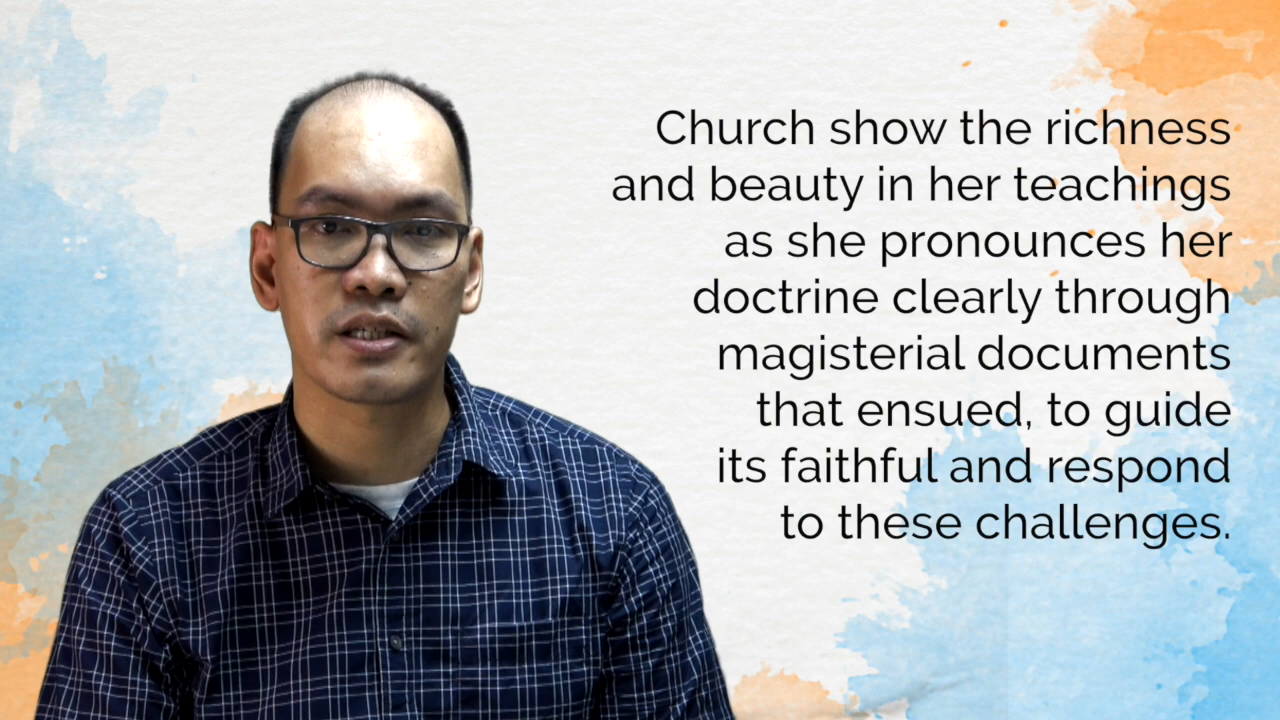 Church show the richness
and beauty in her teachings
as she pronounces her
doctrine clearly through
magisterial documents
that ensued, to guide
its faithful and respond
to these challenges.